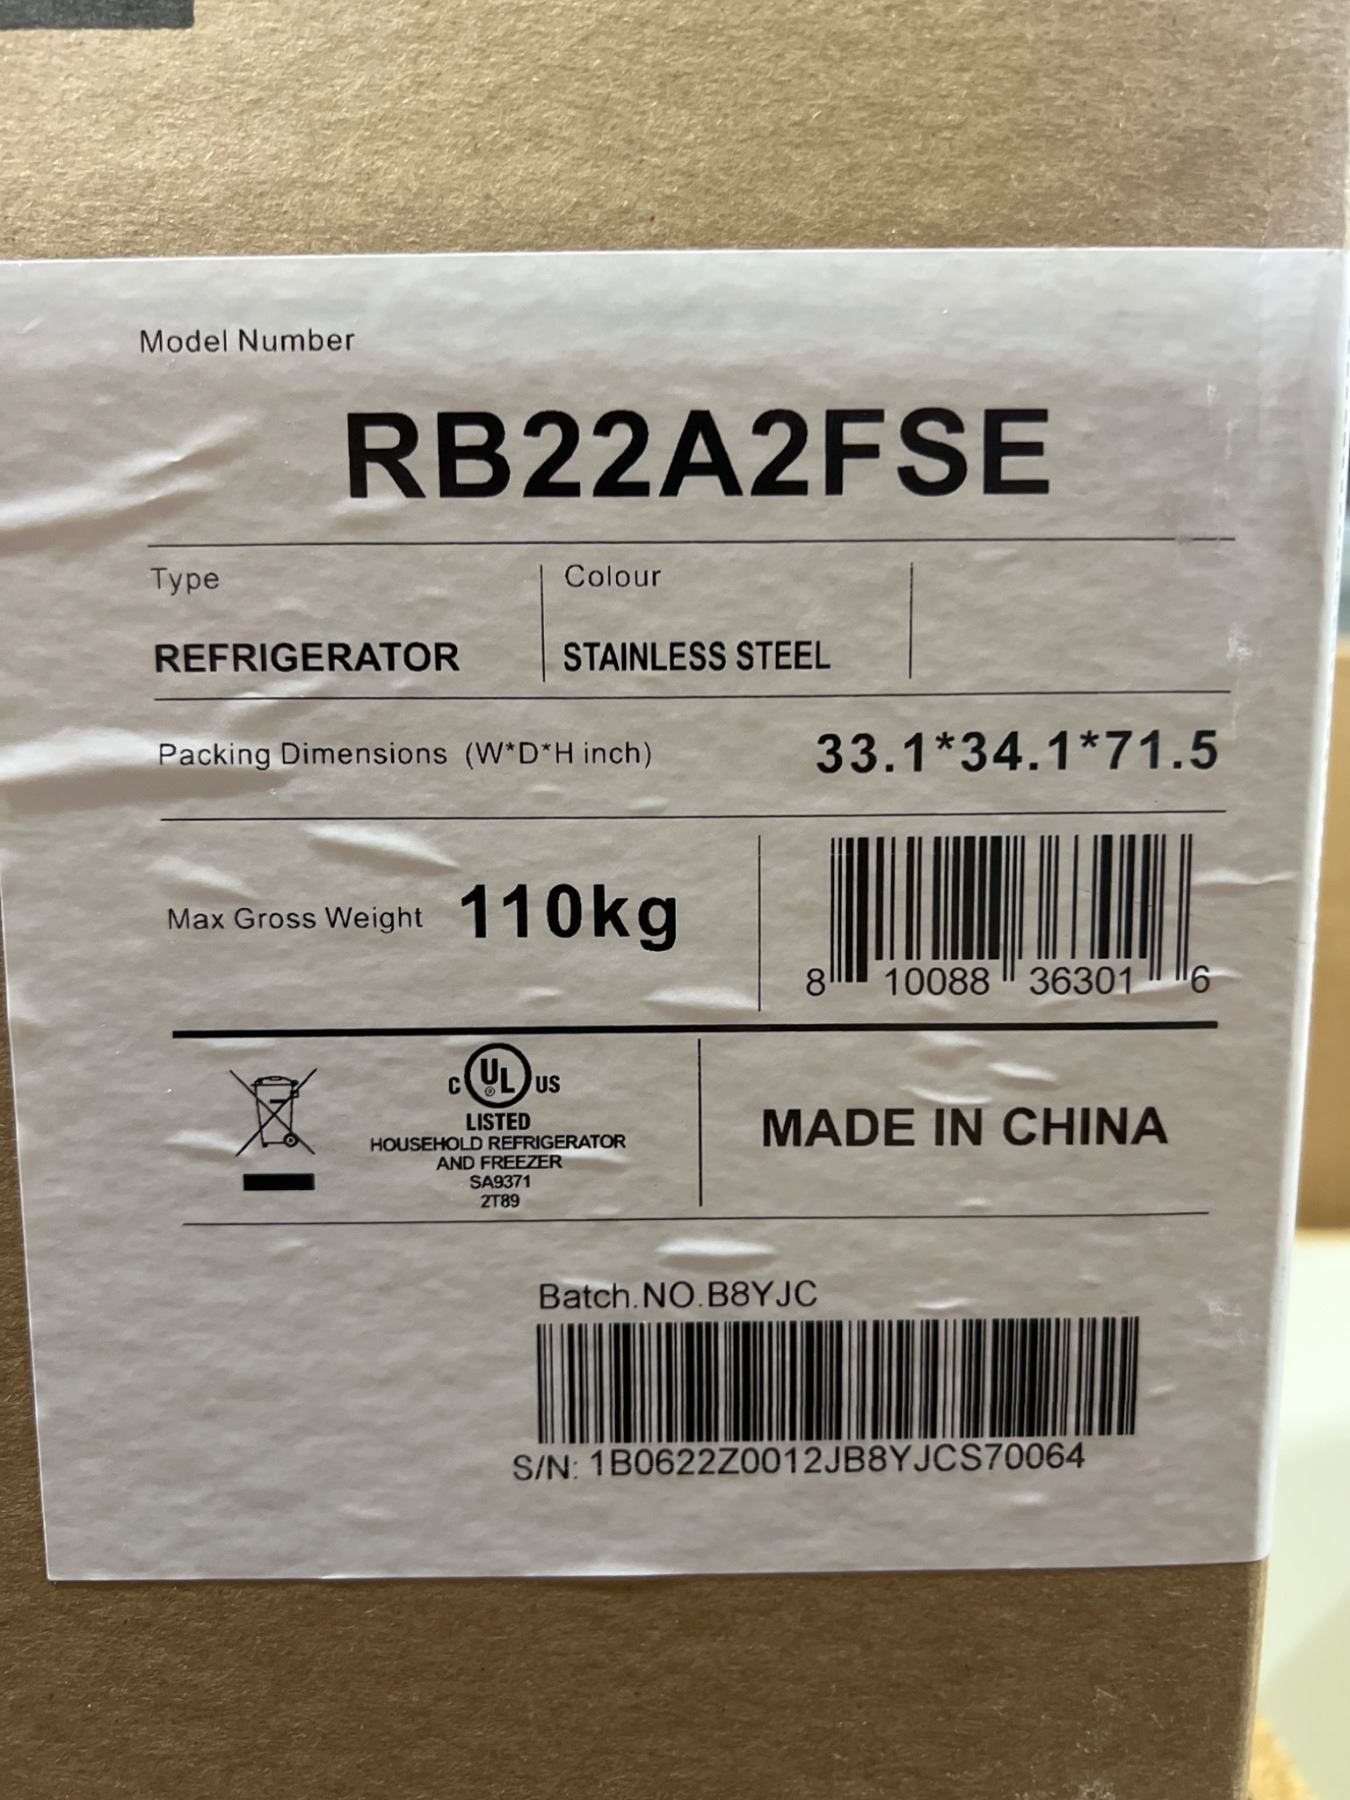 Model Number
RB22A2FSE
Type
Colour
REFRIGERATOR
STAINLESS STEEL
Packing Dimensions (W*D*H inch) 33.1*34.1*71.5
Max Gross Weight 110kg
8 10088 36301 6
C UL ® US
LISTED
HOUSEHOLD REFRIGERATOR
AND FREEZER
SA9371
2T89
MADE IN CHINA
Batch.NO.B8YJC
S/N: 1B0622Z0012JB8YJCS70064